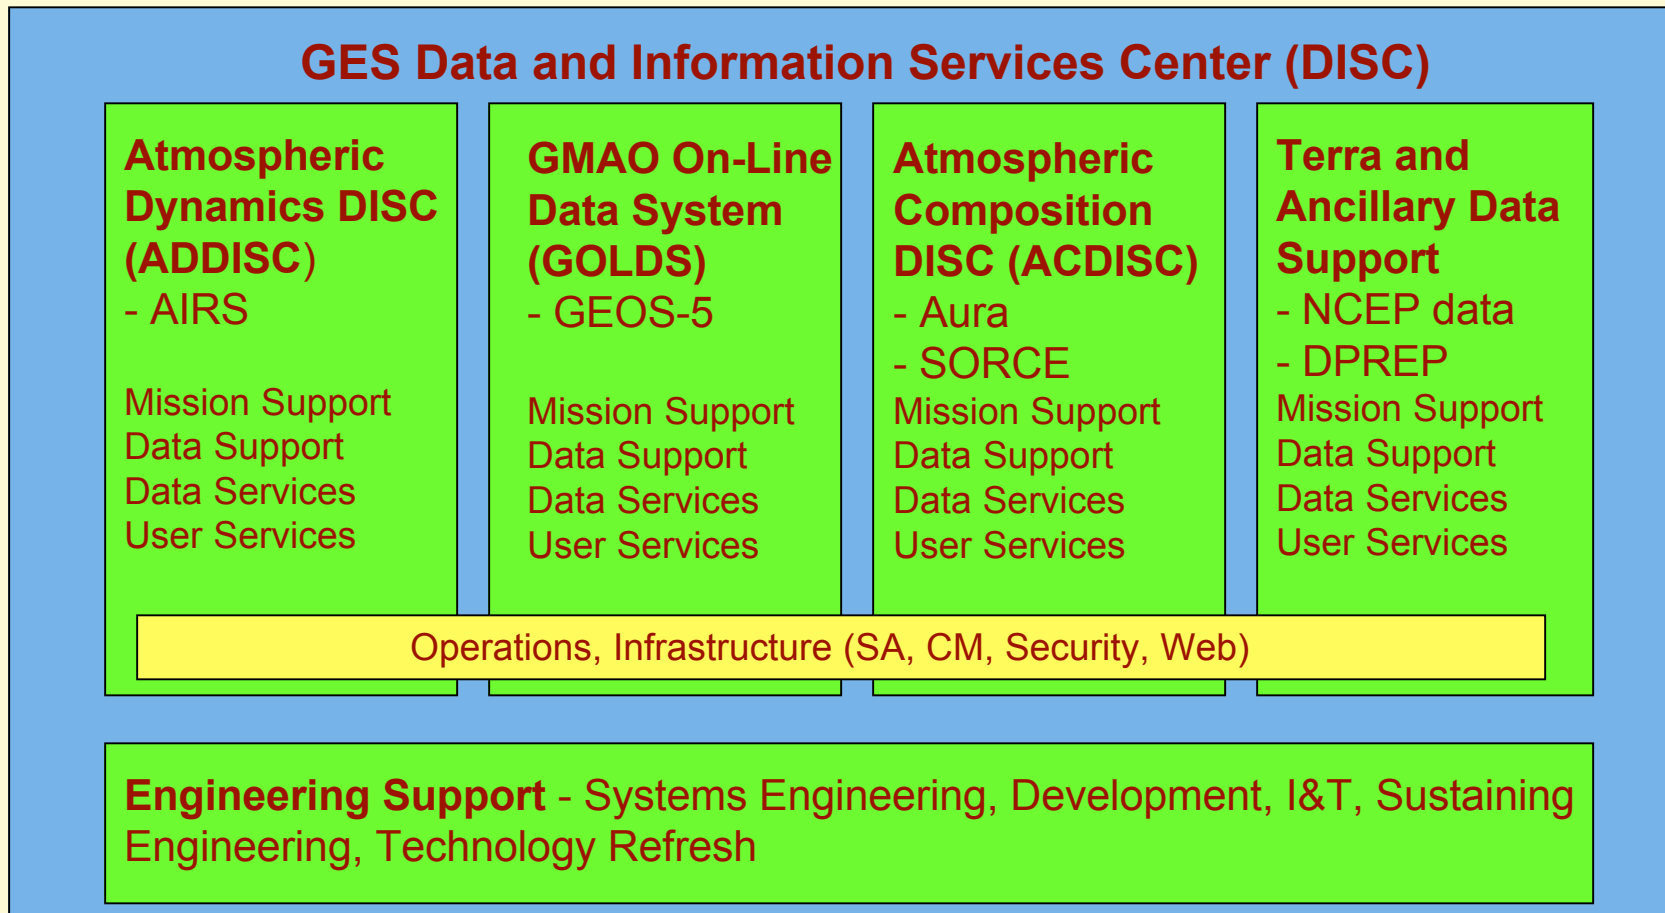 GES Data and Information Services Center (DISC)
Atmospheric
Dynamics DISC
(ADDISC)
- AIRS
Mission Support
Data Support
Data Services
User Services
GMAO On-Line
Data System
(GOLDS)
- GEOS-5
Mission Support
Data Support
Data Services
User Services
Atmospheric
Composition
DISC (ACDISC)
- Aura
- SORCE
Mission Support
Data Support
Data Services
User Services
Terra and
Ancillary Data
Support
- NCEP data
- DPREP
Mission Support
Data Support
Data Services
User Services
Operations, Infrastructure (SA, CM, Security, Web)
Engineering Support - Systems Engineering, Development, I&T, Sustaining
Engineering, Technology Refresh